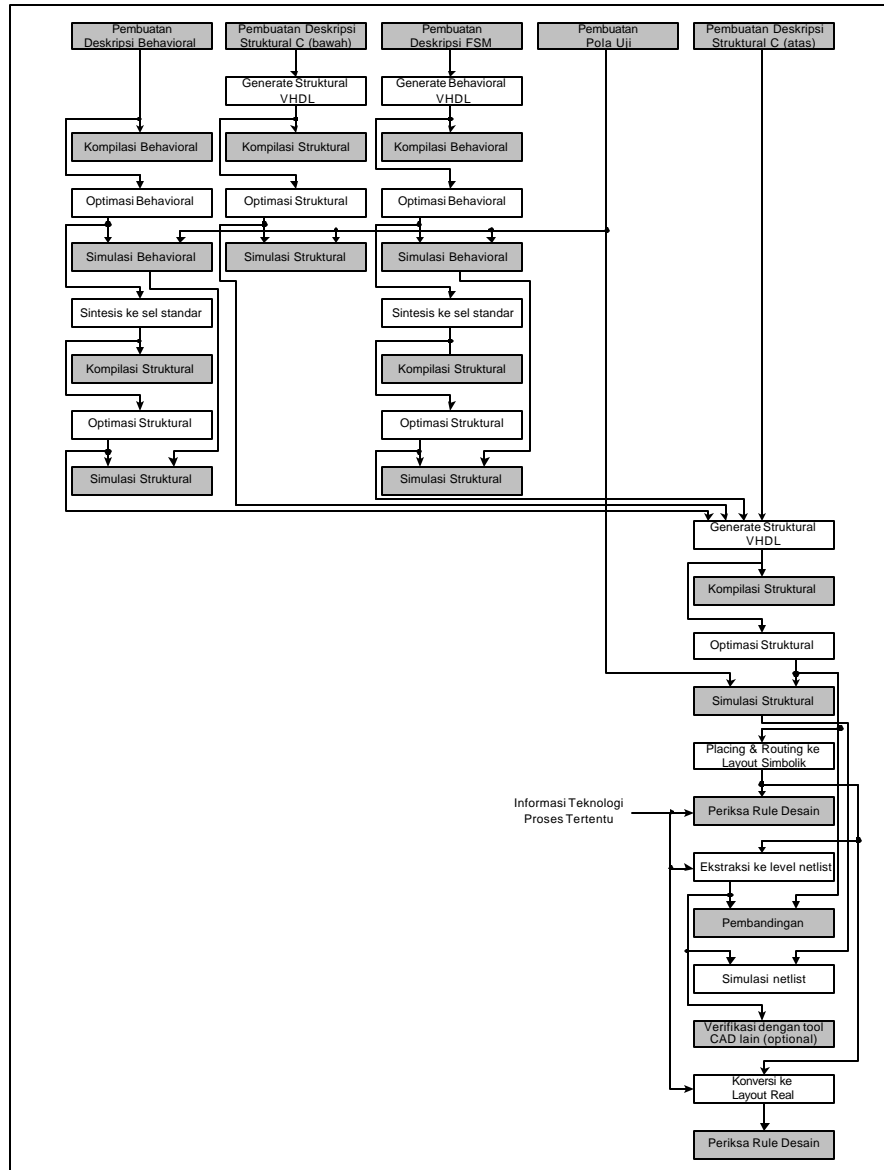 Pembuatan
Deskripsi Behavioral
Pembuatan Deskripsi
Struktural C (bawah)
Pembuatan
Deskripsi FSM
Pembuatan
Pola Uji
Pembuatan Deskripsi
Struktural C (atas)
Generate Struktural
VHDL
Generate Behavioral
VHDL
Kompilasi Behavioral
Kompilasi Struktural
Kompilasi Behavioral
Optimasi Behavioral
Optimasi Struktural
Optimasi Behavioral
Simulasi Behavioral
Simulasi Struktural
Simulasi Behavioral
Sintesis ke sel standar
Sintesis ke sel standar
Kompilasi Struktural
Kompilasi Struktural
Optimasi Struktural
Optimasi Struktural
Simulasi Struktural
Simulasi Struktural
Generate Struktural
VHDL
Kompilasi Struktural
Optimasi Struktural
Simulasi Struktural
Placing & Routing ke
Layout Simbolik
Informasi Teknologi
Proses Tertentu
Periksa Rule Desain
Ekstraksi ke level netlist
Pembandingan
Simulasi netlist
Verifikasi dengan tool
CAD lain (optional)
Konversi ke
Layout Real
Periksa Rule Desain